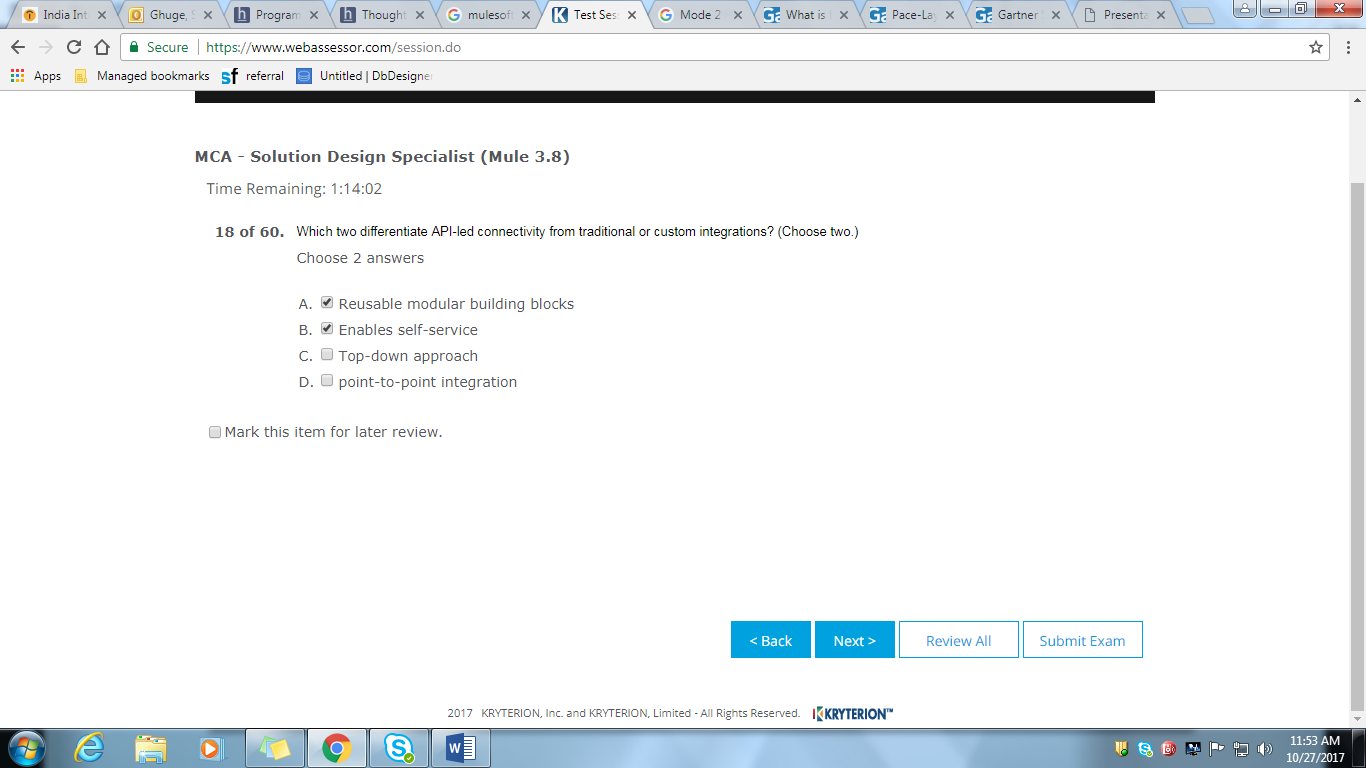 India Int
Ghuge, S
Program
Thought
mulesof
Test Ses
Mode 2
What is
Pace-La
Gartner
Presenta
Secure
https://www.webassessor.com/session.do
Apps
Managed bookmarks
sf referral
Untitled | DbDesigner
MCA - Solution Design Specialist (Mule 3.8)
Time Remaining: 1:14:02
18 of 60. Which two differentiate API-led connectivity from traditional or custom integrations? (Choose two.)
Choose 2 answers
A. Reusable modular building blocks
B. Enables self-service
C. Top-down approach
D. point-to-point integration
Mark this item for later review.
< Back
Next >
Review All
Submit Exam
2017 KRYTERION, Inc. and KRYTERION, Limited - All Rights Reserved. KRYTERION™
11:53 AM
10/27/2017